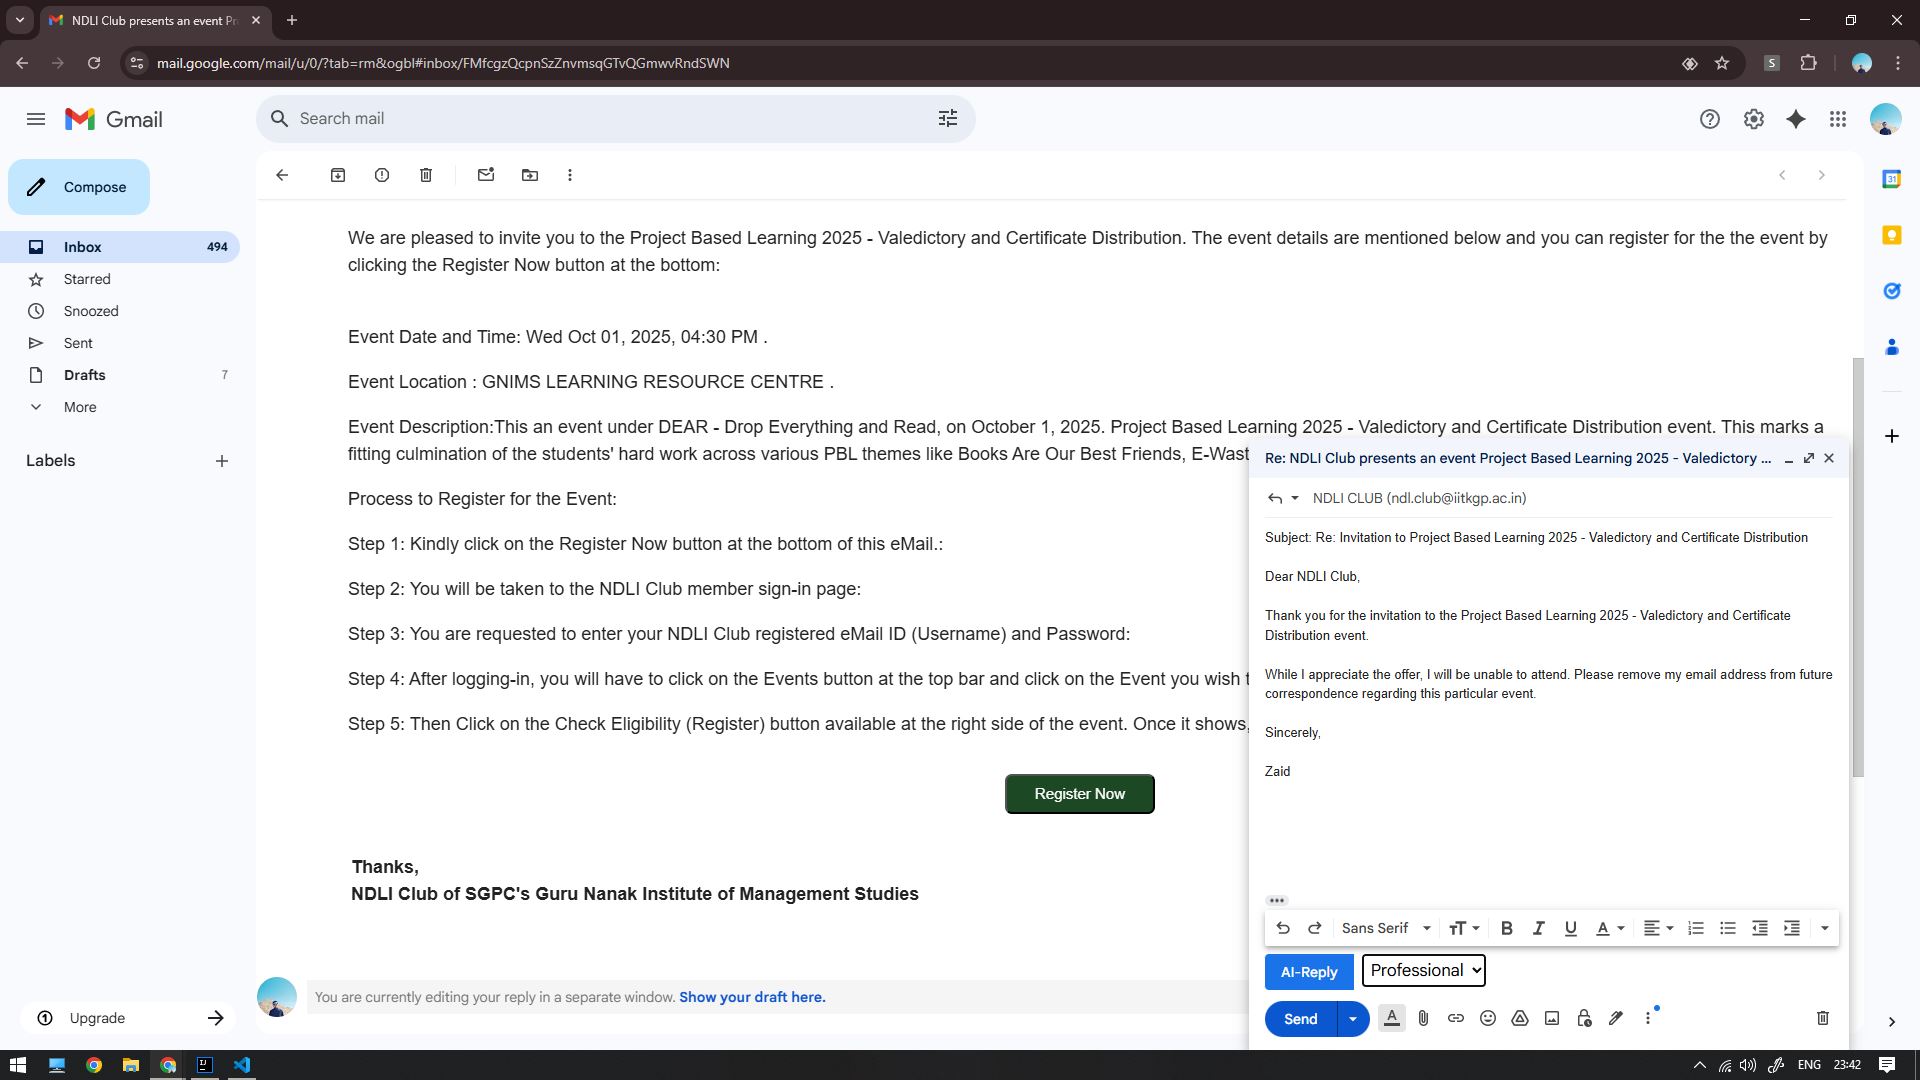 NDLI Club presents an event Pr
mail.google.com/mail/u/0/?tab=rm&ogbl#inbox/FMfcgzQcpnSzZnvmsqGTvQGmwvRndSWN
S
Gmail
Search mail
Compose
Inbox 494
Starred
Snoozed
Sent
Drafts 7
More
Labels
Upgrade
31
We are pleased to invite you to the Project Based Learning 2025 - Valedictory and Certificate Distribution. The event details are mentioned below and you can register for the the event by
clicking the Register Now button at the bottom:
Event Date and Time: Wed Oct 01, 2025, 04:30 PM .
Event Location : GNIMS LEARNING RESOURCE CENTRE .
Event Description:This an event under DEAR - Drop Everything and Read, on October 1, 2025. Project Based Learning 2025 - Valedictory and Certificate Distribution event. This marks a
fitting culmination of the students' hard work across various PBL themes like Books Are Our Best Friends, E-Wast
Process to Register for the Event:
Step 1: Kindly click on the Register Now button at the bottom of this eMail.:
Step 2: You will be taken to the NDLI Club member sign-in page:
Step 3: You are requested to enter your NDLI Club registered eMail ID (Username) and Password:
Step 4: After logging-in, you will have to click on the Events button at the top bar and click on the Event you wish t
Step 5: Then Click on the Check Eligibility (Register) button available at the right side of the event. Once it shows,
Register Now
Thanks,
NDLI Club of SGPC's Guru Nanak Institute of Management Studies
You are currently editing your reply in a separate window. Show your draft here.
Re: NDLI Club presents an event Project Based Learning 2025 - Valedictory ...
NDLI CLUB (ndl.club@iitkgp.ac.in)
Subject: Re: Invitation to Project Based Learning 2025 - Valedictory and Certificate Distribution
Dear NDLI Club,
Thank you for the invitation to the Project Based Learning 2025 - Valedictory and Certificate
Distribution event.
While I appreciate the offer, I will be unable to attend. Please remove my email address from future
correspondence regarding this particular event.
Sincerely,
Zaid
Sans Serif
AI-Reply Professional
Send
ENG 23:42